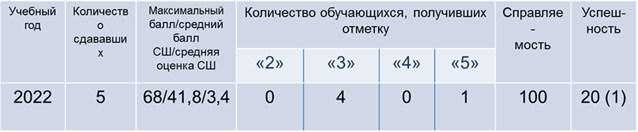 Учебный год
Количество сдававших
Максимальный балл/средний балл СШ/средняя оценка СШ
Количество обучающихся, получивших отметку
Справляе-мость
Успеш-ность
«2» «3» «4» «5»
2022 5 68/41,8/3,4 0 4 0 1 100 20 (1)